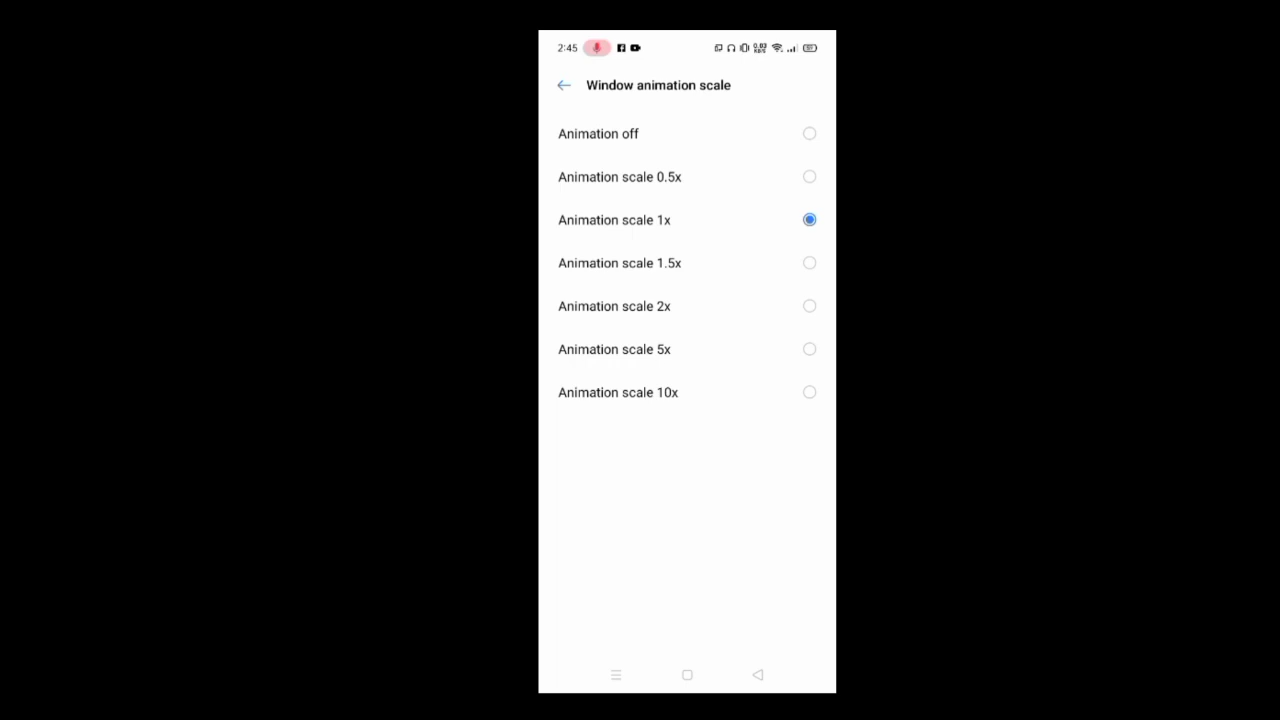 2:45
Window animation scale
Animation off
Animation scale 0.5x
Animation scale 1x
Animation scale 1.5x
Animation scale 2x
Animation scale 5x
Animation scale 10x